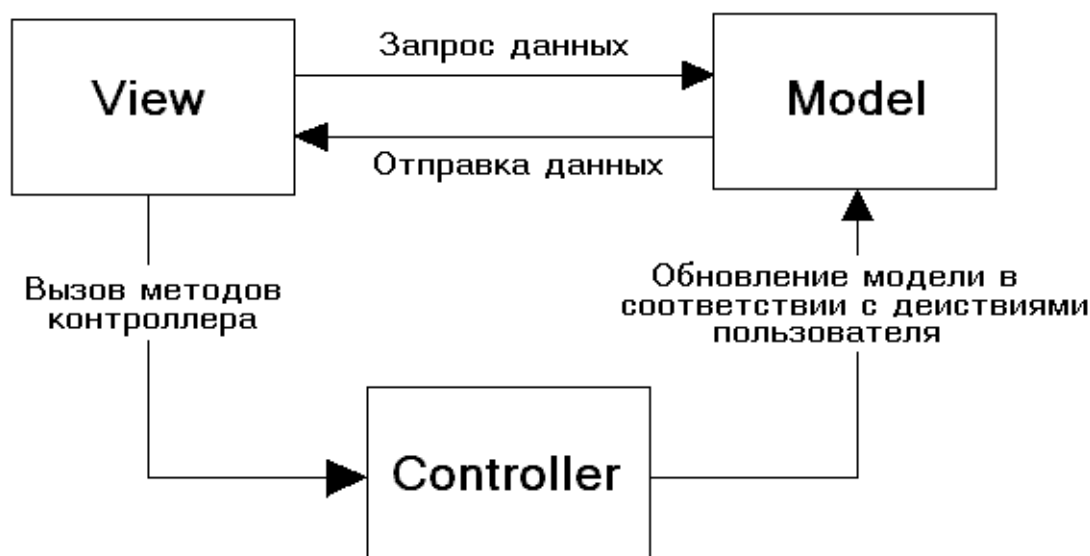 Запрос данных
View
Model
Отправка данных
Вызов методов
контроллера
Обновление модели в
соответствии с деиствиями
пользователя
Controller